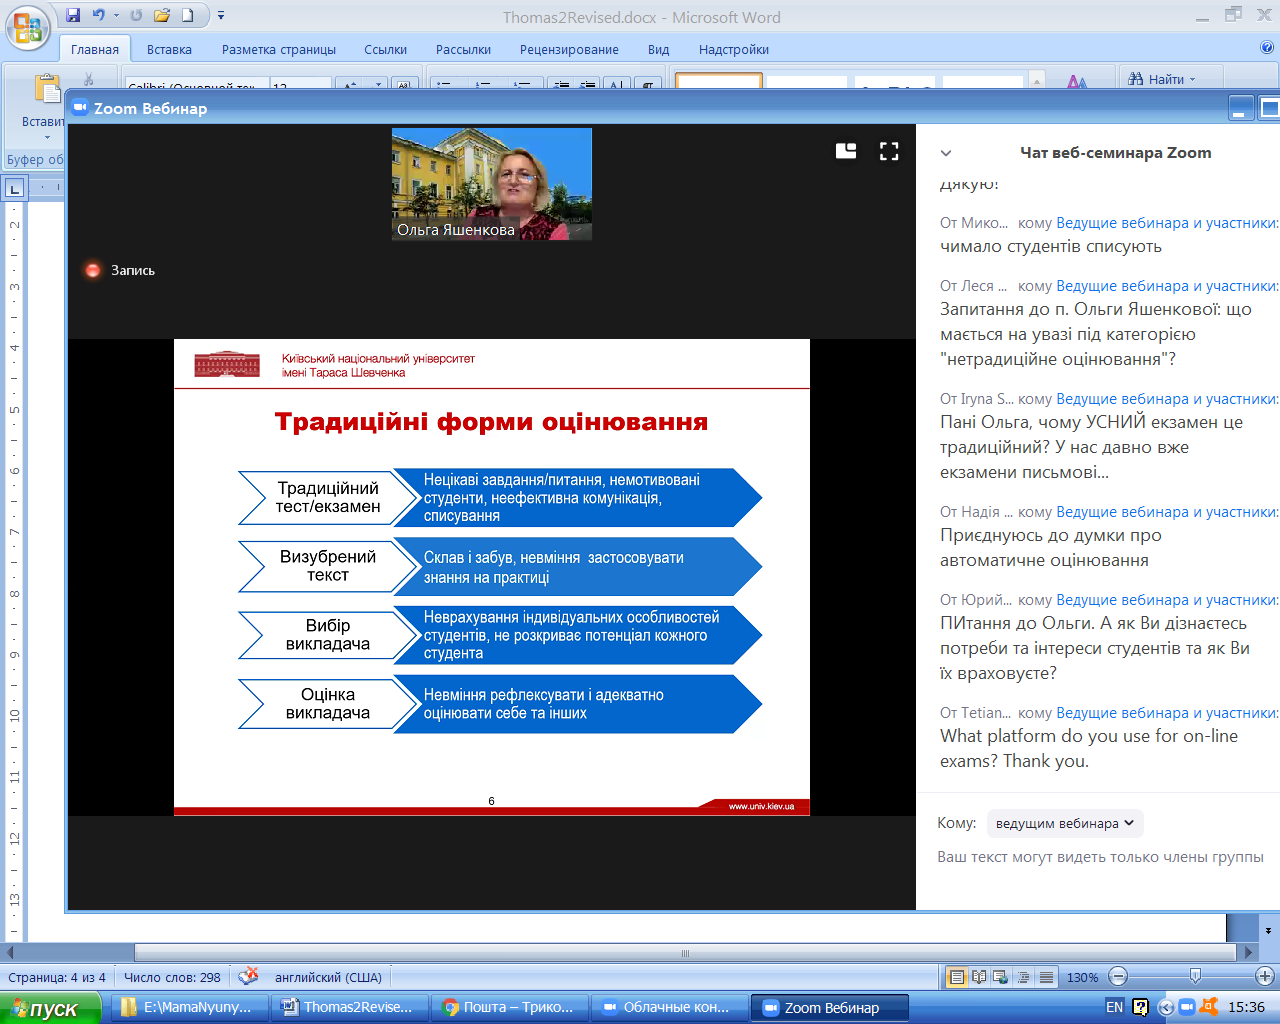 Thomas2Revised.docx - Microsoft Word
Главная
Вставка
Разметка страницы
Ссылки
Рассылки
Рецензирование
Вид
Надстройки
Вставит
Найти
Буфер об
Zoom Вебинар
Ольга Яшенкова
Запись
Київський національний університет
імені Тараса Шевченка
Традиційні форми оцінювання
Традиційний
тест/екзамен
Нецікаві завдання/питання, немотивовані
студенти, неефективна комунікація,
списування
Визубрений
текст
Склав і забув, невміння застосовувати
знання на практиці
Вибір
викладача
Неврахування індивідуальних особливостей
студентів, не розкриває потенціал кожного
студента
Оцінка
викладача
Невміння рефлексувати і адекватно
оцінювати себе та інших
6
www.univ.kiev.ua
Чат веб-семинара Zoom
Дякую!
От Мико... кому Ведущие вебинара и участники:
чимало студентів списують
От Леся ... кому Ведущие вебинара и участники:
Запитання до п. Ольги Яшенкової: що
мається на увазі під категорією
"нетрадиційне оцінювання"?
От Iryna S... кому Ведущие вебинара и участники:
Пані Ольга, чому УСНИЙ екзамен це
традиційний? У нас давно вже
екзамени письмові...
От Надія ... кому Ведущие вебинара и участники:
Приєднуюсь до думки про
автоматичне оцінювання
От Юрий... кому Ведущие вебинара и участники:
ПИтання до Ольги. А як Ви дізнаєтесь
потреби та інтереси студентів та як Ви
їх враховуєте?
От Tetian... кому Ведущие вебинара и участники:
What platform do you use for on-line
exams? Thank you.
Кому: ведущим вебинара
Ваш текст могут видеть только члены группы
Страница: 4 из 4
Число слов: 298
английский (США)
130%
пуск
E:\MamaNyuny...
Thomas2Revise...
Пошта – Трико...
Облачные кон...
Zoom Вебинар
EN
15:36